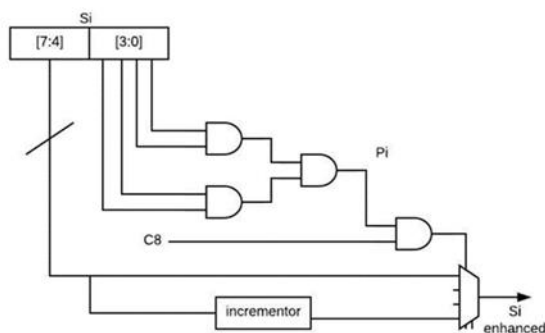 Si
[7:4] [3:0]
Pi
C8
incrementor
Si
enhanced